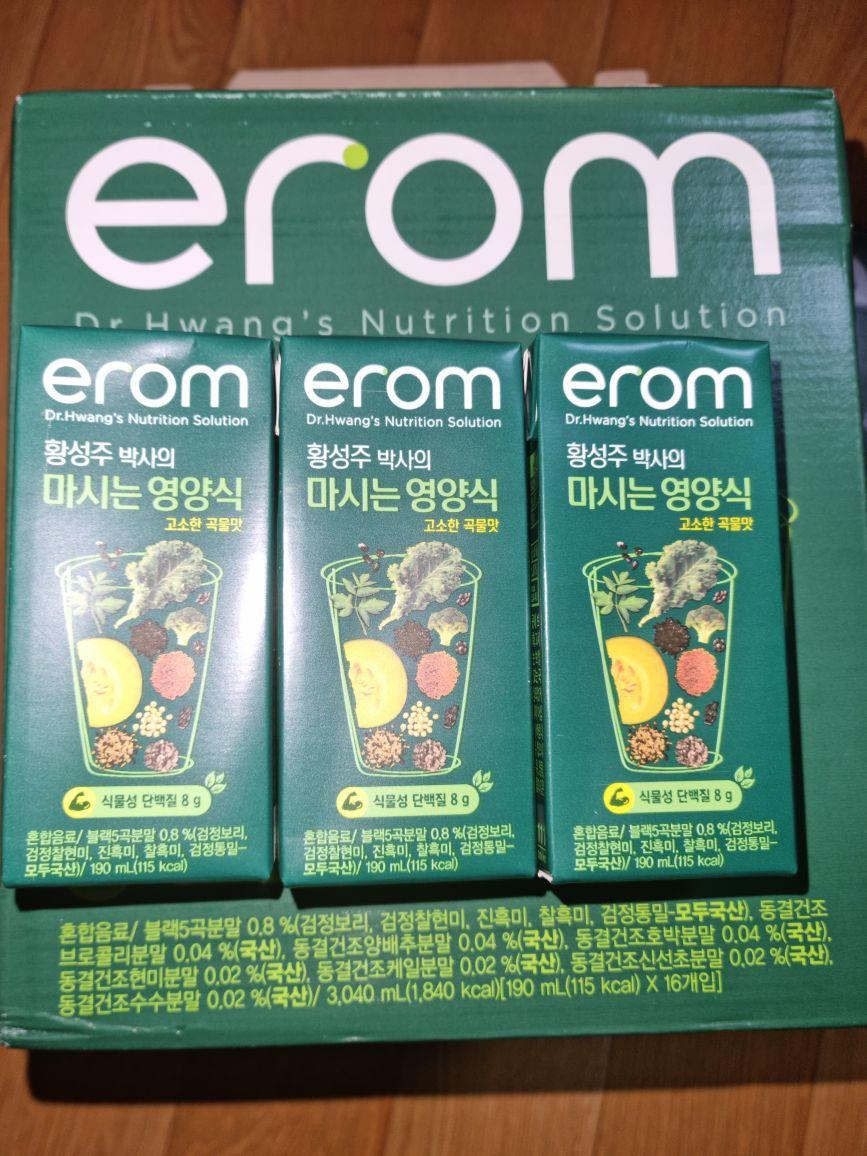 erom
Dr.Hwang's Nutrition Solution
erom
Dr.Hwang's Nutrition Solution
황성주 박사의
마시는 영양식
고소한 곡물맛
식물성 단백질 8 g
혼합음료/ 블랙5곡분말 0.8 %(검정보리,
검정찰현미, 진흑미, 찰흑미, 검정통밀-
모두국산)/ 190 mL(115 kcal)
erom
Dr.Hwang's Nutrition Solution
황성주 박사의
마시는 영양식
고소한 곡물맛
식물성 단백질 8 g
혼합음료/ 블랙5곡분말 0.8 %(검정보리,
검정찰현미, 진흑미, 찰흑미, 검정통밀-
모두국산)/ 190 mL(115 kcal)
erom
Dr.Hwang's Nutrition Solution
황성주 박사의
마시는 영양식
고소한 곡물맛
식물성 단백질 8 g
혼합음료/ 블랙5곡분말 0.8 %(검정보리,
검정찰현미, 진흑미, 찰흑미, 검정통밀-
모두국산)/ 190 mL(115 kcal)
혼합음료/ 블랙5곡분말 0.8 %(검정보리, 검정찰현미, 진흑미, 찰흑미, 검정통밀-모두국산), 동결건조
브로콜리분말 0.04 %(국산), 동결건조양배추분말 0.04 %(국산), 동결건조호박분말 0.04 %(국산),
동결건조현미분말 0.02 %(국산), 동결건조케일분말 0.02 %(국산), 동결건조신선초분말 0.02 %(국산),
동결건조수수분말 0.02 %(국산)/ 3,040 mL(1,840 kcal)[190 mL(115 kcal) X 16개입]